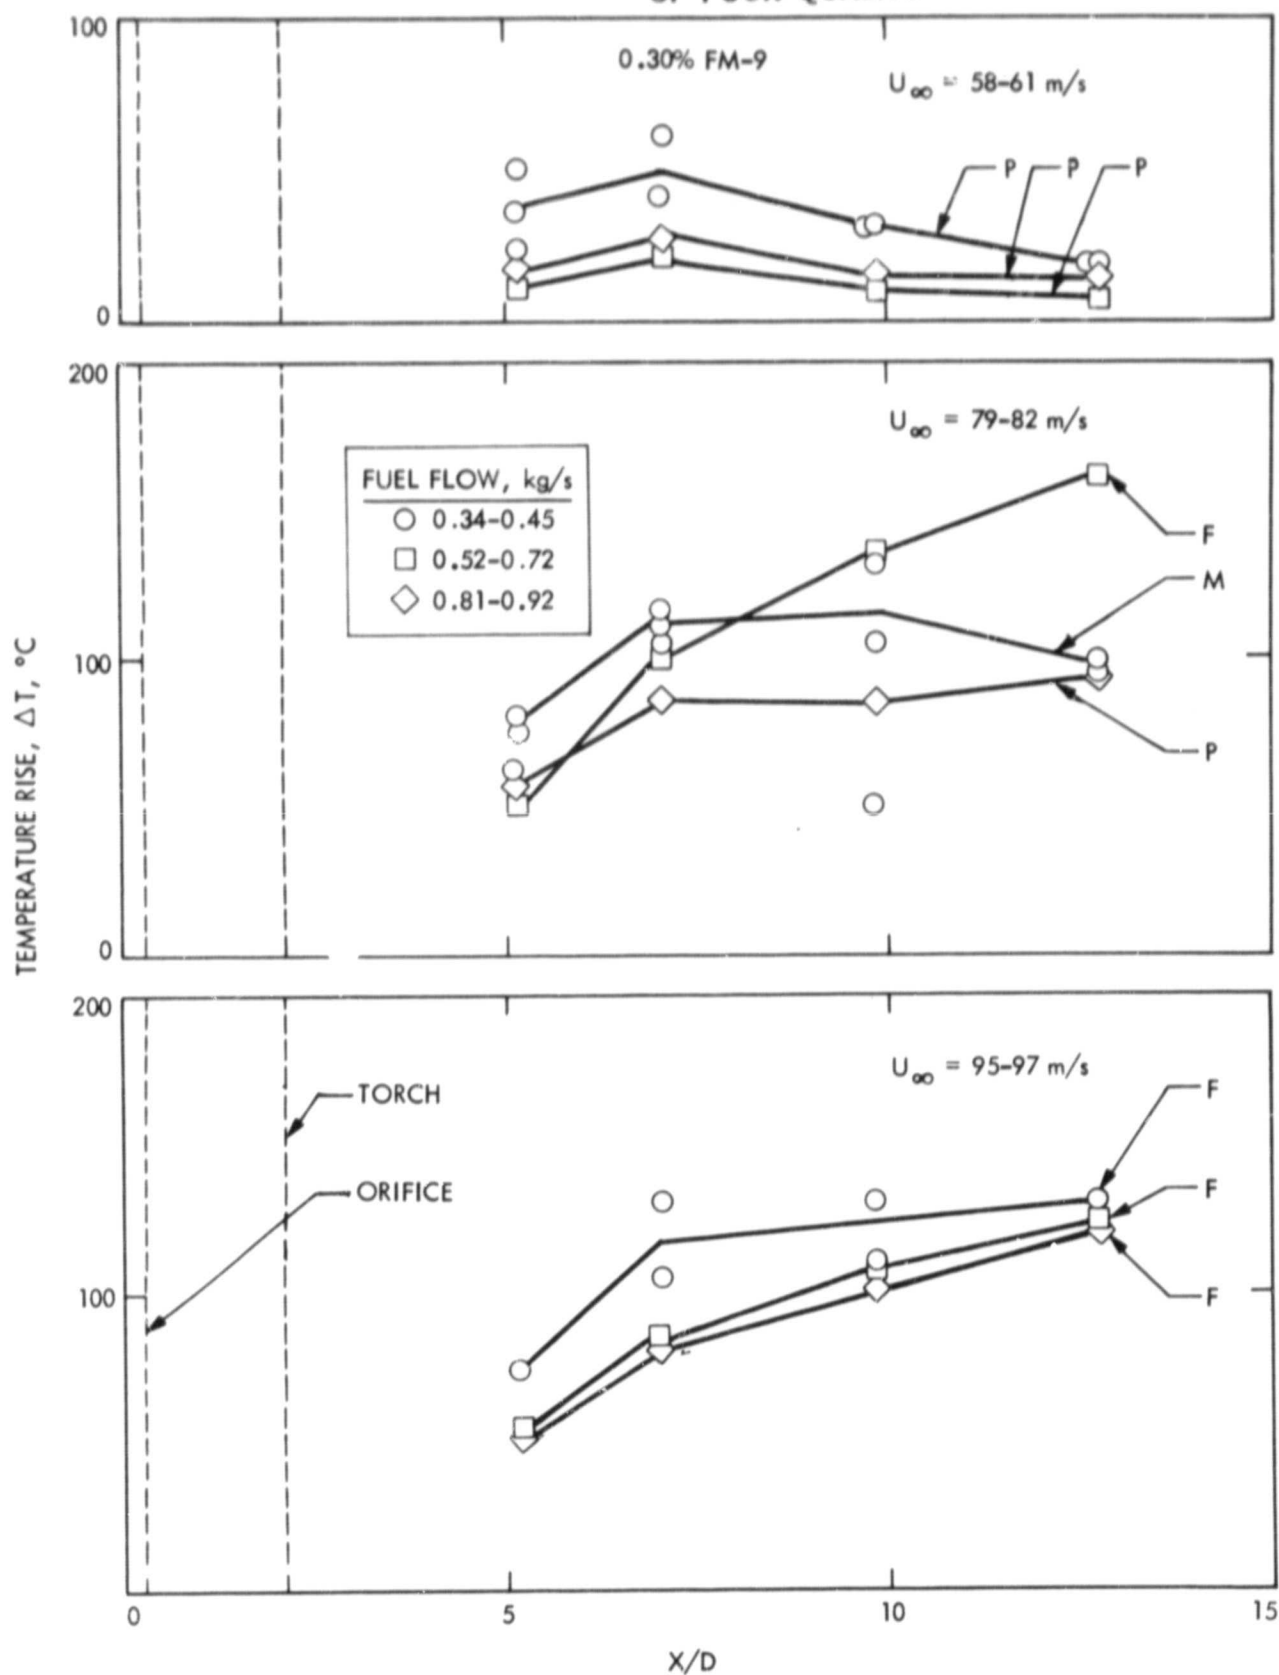 100
0.30% FM-9
U∞ = 58-61 m/s
P P P
0
200
U∞ = 79-82 m/s
FUEL FLOW, kg/s
○ 0.34-0.45
□ 0.52-0.72
◇ 0.81-0.92
F
M
100
P
0
TEMPERATURE RISE, ΔT, °C
200
U∞ = 95-97 m/s
TORCH
F
ORIFICE
F
100
F
0 5 10 15
X/D